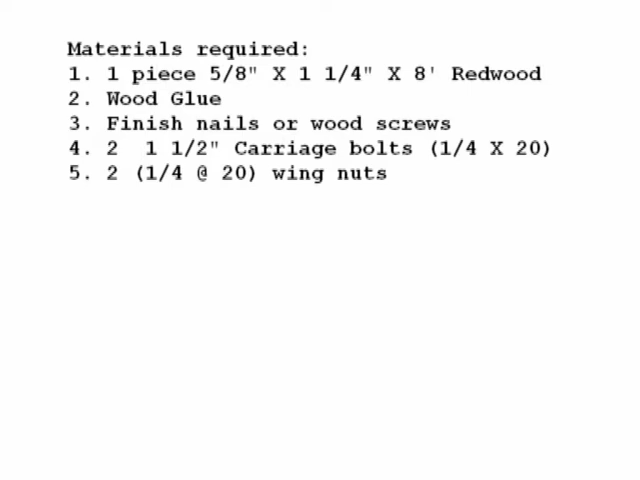 Materials required:
1. 1 piece 5/8" X 1 1/4" X 8' Redwood
2. Wood Glue
3. Finish nails or wood screws
4. 2  1 1/2" Carriage bolts (1/4 X 20)
5. 2 (1/4 @ 20) wing nuts